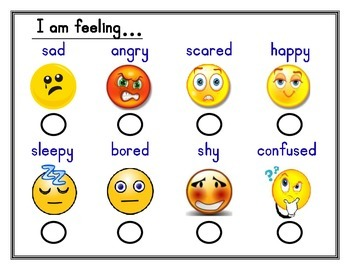 I am feeling...
sad angry scared happy
sleepy bored shy confused